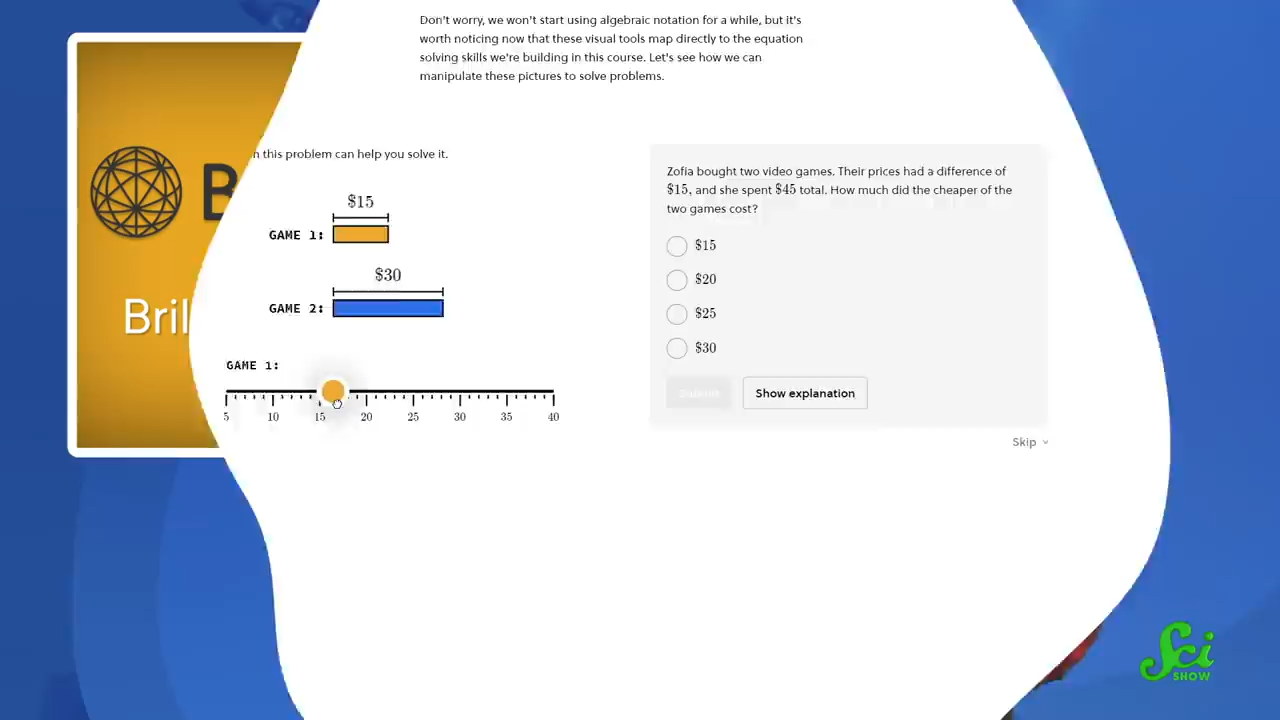 Don't worry, we won't start using algebraic notation for a while, but it's
worth noticing now that these visual tools map directly to the equation
solving skills we're building in this course. Let's see how we can
manipulate these pictures to solve problems.
this problem can help you solve it.
$15
GAME 1:
$30
GAME 2:
GAME 1:
5 10 15 20 25 30 35 40
Zofia bought two video games. Their prices had a difference of
$15, and she spent $45 total. How much did the cheaper of the
two games cost?
$15
$20
$25
$30
Submit
Show explanation
Skip
B
Bril
Sci
SHOW